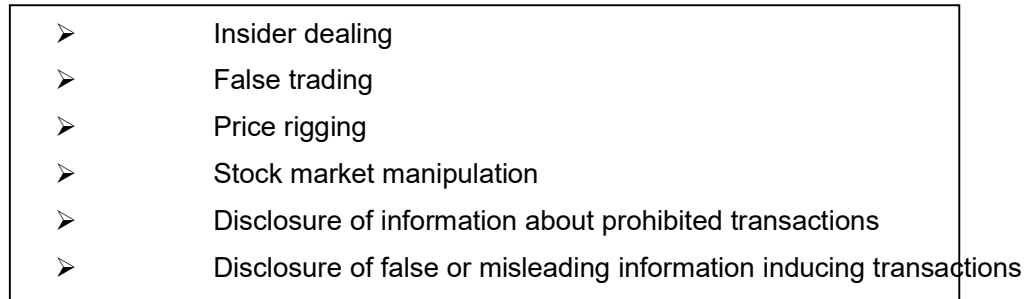 ➢ Insider dealing
➢ False trading
➢ Price rigging
➢ Stock market manipulation
➢ Disclosure of information about prohibited transactions
➢ Disclosure of false or misleading information inducing transactions